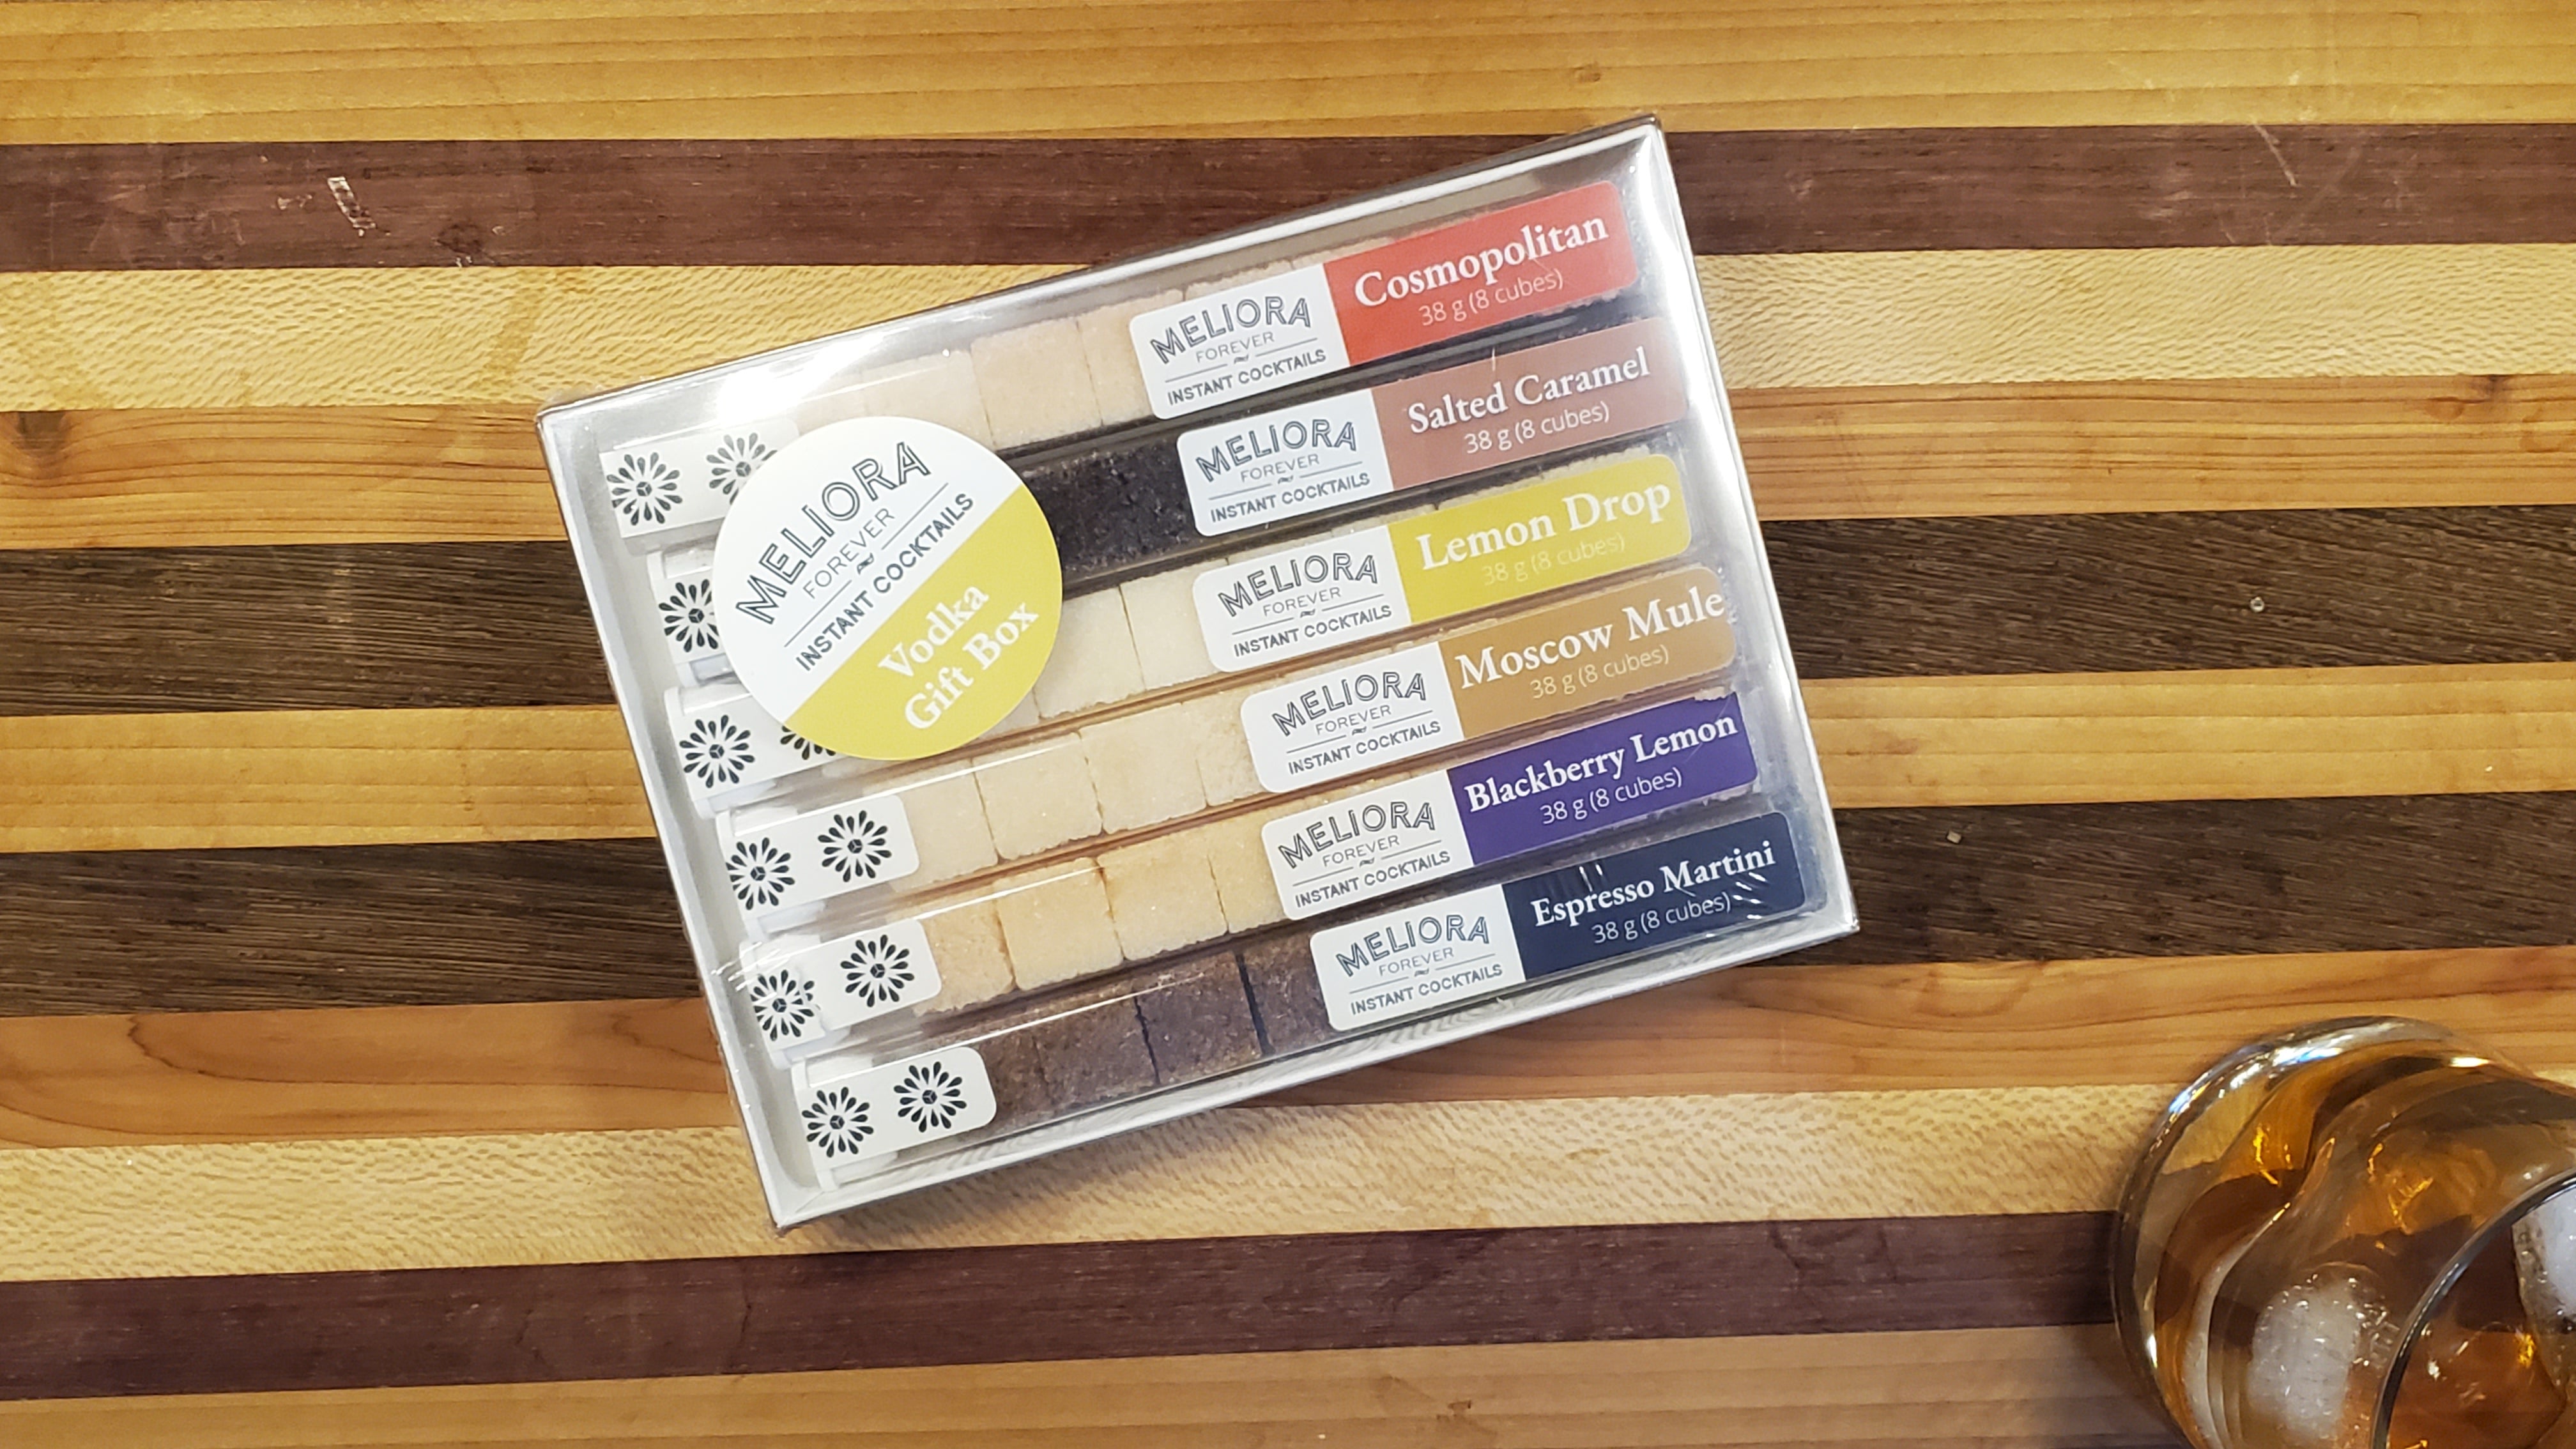 MELIORA
FOREVER
INSTANT COCKTAILS
Cosmopolitan
38 g (8 cubes)
MELIORA
FOREVER
INSTANT COCKTAILS
Salted Caramel
38 g (8 cubes)
MELIORA
FOREVER
INSTANT COCKTAILS
Vodka
Gift Box
MELIORA
FOREVER
INSTANT COCKTAILS
Lemon Drop
38 g (8 cubes)
MELIORA
FOREVER
INSTANT COCKTAILS
Moscow Mule
38 g (8 cubes)
MELIORA
FOREVER
INSTANT COCKTAILS
Blackberry Lemon
38 g (8 cubes)
MELIORA
FOREVER
INSTANT COCKTAILS
Espresso Martini
38 g (8 cubes)